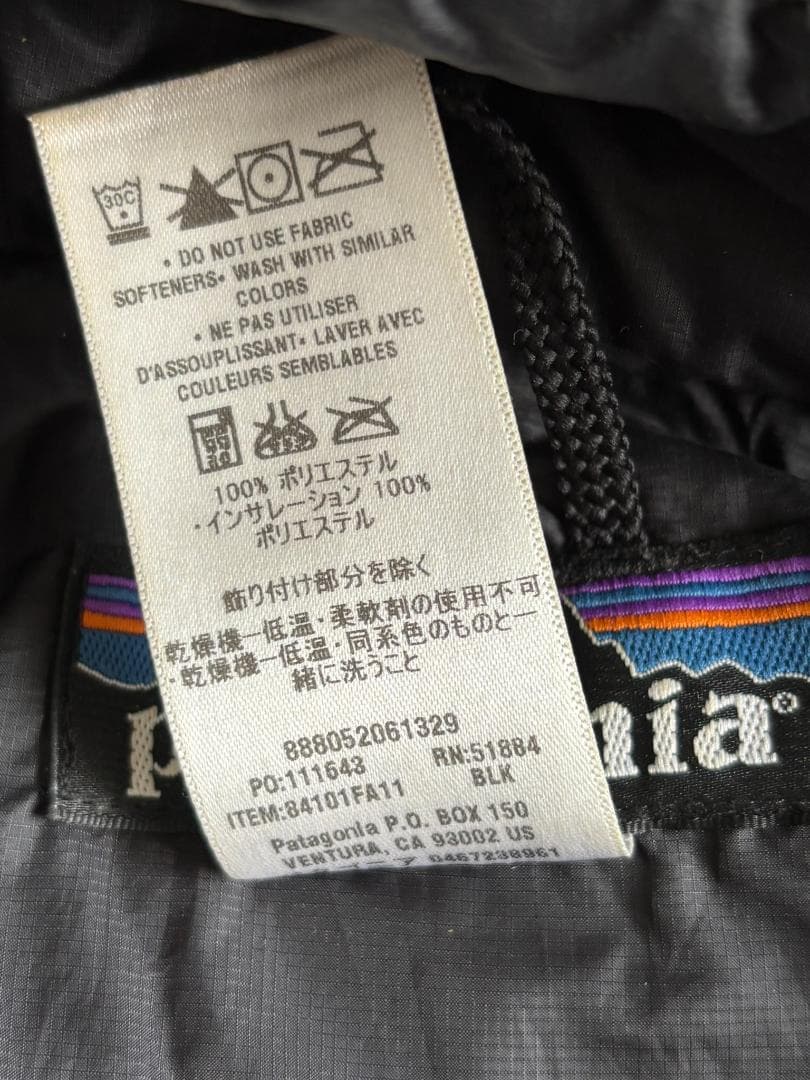 30C
• DO NOT USE FABRIC
SOFTENERS• WASH WITH SIMILAR
COLORS
• NE PAS UTILISER
D'ASSOUPLISSANT• LAVER AVEC
COULEURS SEMBLABLES
100% ポリエステル
・インサレーション 100%
ポリエステル
飾り付け部分を除く
乾燥機ー低温・柔軟剤の使用不可
・乾燥機ー低温・同系色のものと一
緒に洗うこと
888052061329
PO:111643 RN:51884
ITEM:84101FA11 BLK
Patagonia P.O. BOX 150
VENTURA, CA 93002 US
0467238961
p nia®